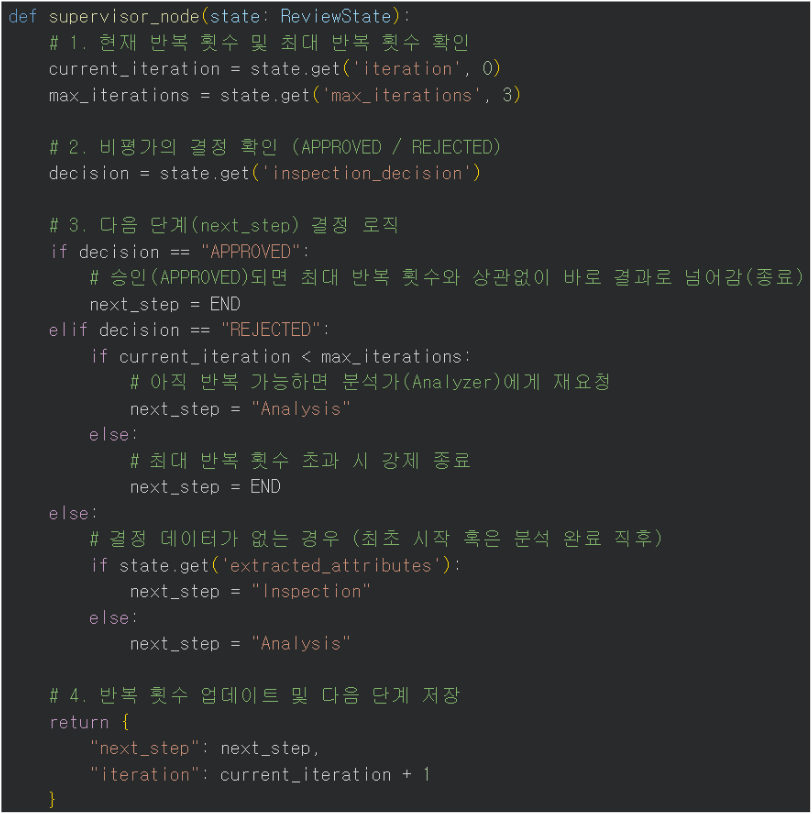 def supervisor_node(state: ReviewState):
    # 1. 현재 반복 횟수 및 최대 반복 횟수 확인
    current_iteration = state.get('iteration', 0)
    max_iterations = state.get('max_iterations', 3)

    # 2. 비평가의 결정 확인 (APPROVED / REJECTED)
    decision = state.get('inspection_decision')

    # 3. 다음 단계(next_step) 결정 로직
    if decision == "APPROVED":
        # 승인(APPROVED)되면 최대 반복 횟수와 상관없이 바로 결과로 넘어감(종료)
        next_step = END
    elif decision == "REJECTED":
        if current_iteration < max_iterations:
            # 아직 반복 가능하면 분석가(Analyzer)에게 재요청
            next_step = "Analysis"
        else:
            # 최대 반복 횟수 초과 시 강제 종료
            next_step = END
    else:
        # 결정 데이터가 없는 경우 (최초 시작 혹은 분석 완료 직후)
        if state.get('extracted_attributes'):
            next_step = "Inspection"
        else:
            next_step = "Analysis"

    # 4. 반복 횟수 업데이트 및 다음 단계 저장
    return {
        "next_step": next_step,
        "iteration": current_iteration + 1
    }